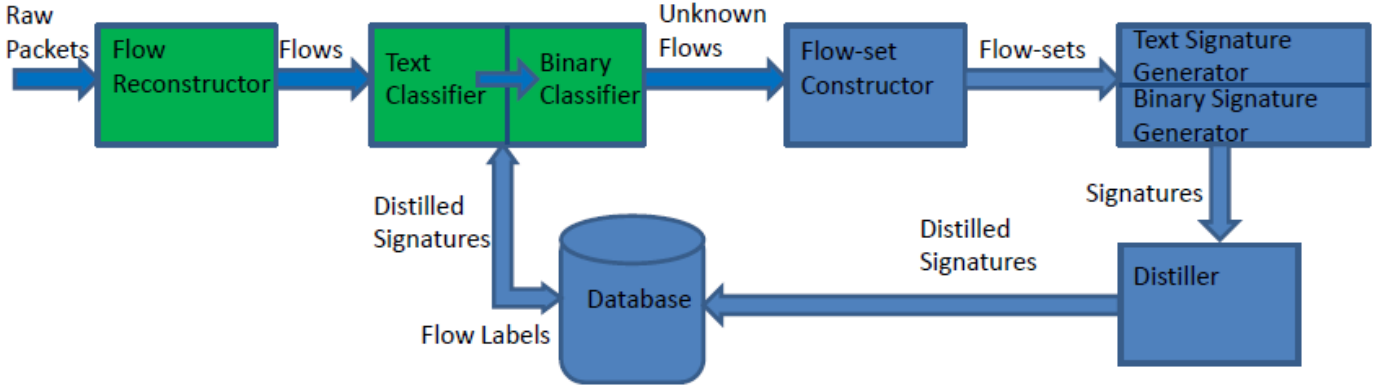 Raw
Packets
Flow
Reconstructor
Flows
Text
Classifier
Binary
Classifier
Unknown
Flows
Flow-set
Constructor
Flow-sets
Text Signature
Generator
Binary Signature
Generator
Signatures
Distilled
Signatures
Database
Flow Labels
Distilled
Signatures
Distiller